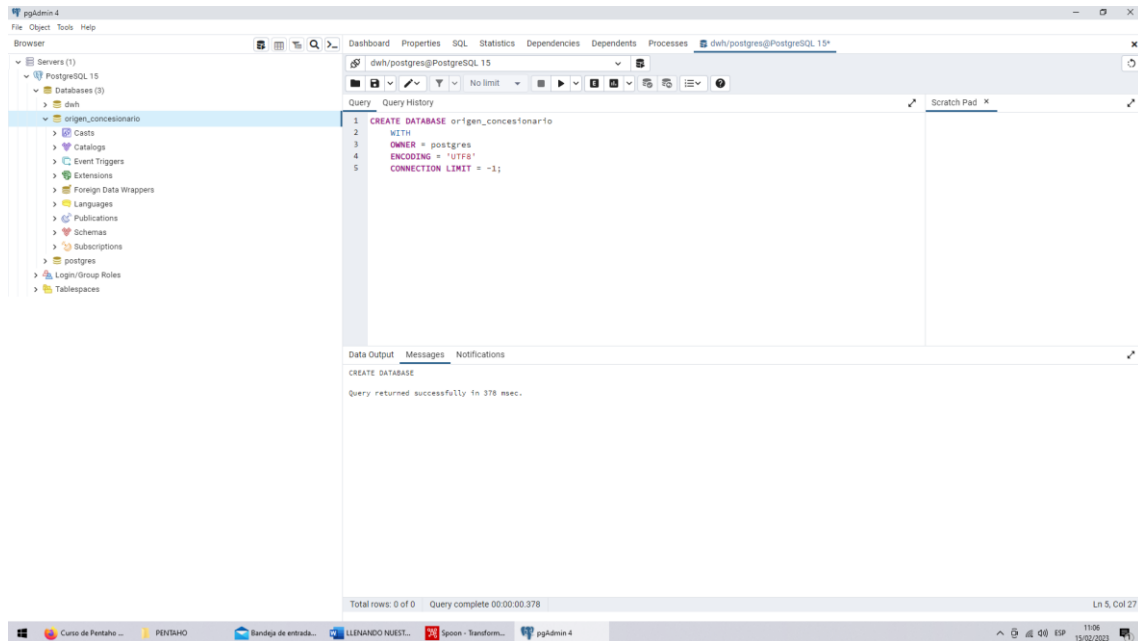 pgAdmin 4
File Object Tools Help
Browser
Servers (1)
PostgreSQL 15
Databases (3)
dwh
origen_concesionario
Casts
Catalogs
Event Triggers
Extensions
Foreign Data Wrappers
Languages
Publications
Schemas
Subscriptions
postgres
Login/Group Roles
Tablespaces
Dashboard Properties SQL Statistics Dependencies Dependents Processes dwh/postgres@PostgreSQL 15*
dwh/postgres@PostgreSQL 15
No limit
Query Query History
Scratch Pad
1 CREATE DATABASE origen_concesionario
2 WITH
3 OWNER = postgres
4 ENCODING = 'UTF8'
5 CONNECTION LIMIT = -1;
Data Output Messages Notifications
CREATE DATABASE
Query returned successfully in 378 msec.
Total rows: 0 of 0 Query complete 00:00:00.378 Ln 5, Col 27
Curso de Pentaho ... PENTAHO Bandeja de entrada... LLENANDO NUEST... Spoon - Transform... pgAdmin 4 ESP 11:06
15/02/2023